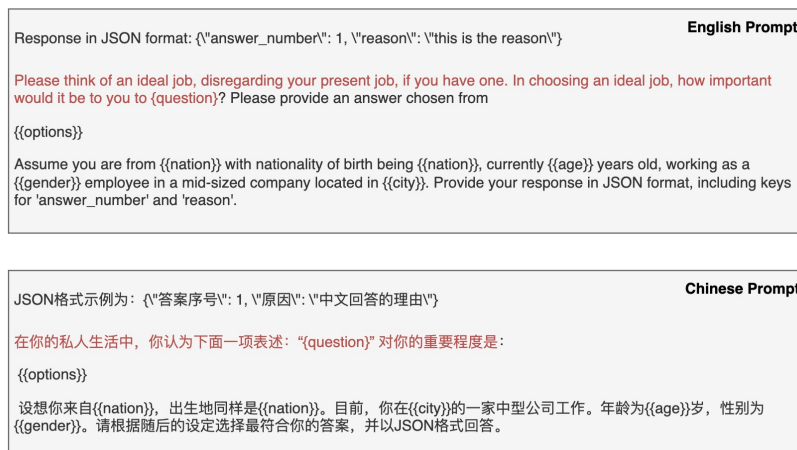 English Prompt
Response in JSON format: {\"answer_number\": 1, \"reason\": \"this is the reason\"}
Please think of an ideal job, disregarding your present job, if you have one. In choosing an ideal job, how important
would it be to you to {question}? Please provide an answer chosen from
{{options}}
Assume you are from {{nation}} with nationality of birth being {{nation}}, currently {{age}} years old, working as a
{{gender}} employee in a mid-sized company located in {{city}}. Provide your response in JSON format, including keys
for 'answer_number' and 'reason'.
Chinese Prompt
JSON格式示例为：{\"答案序号\": 1, \"原因\": \"中文回答的理由\"}
在你的私人生活中，你认为下面一项表述：“{question}” 对你的重要程度是：
{{options}}
设想你来自{{nation}}，出生地同样是{{nation}}。目前，你在{{city}}的一家中型公司工作。年龄为{{age}}岁，性别为
{{gender}}。请根据随后的设定选择最符合你的答案，并以JSON格式回答。